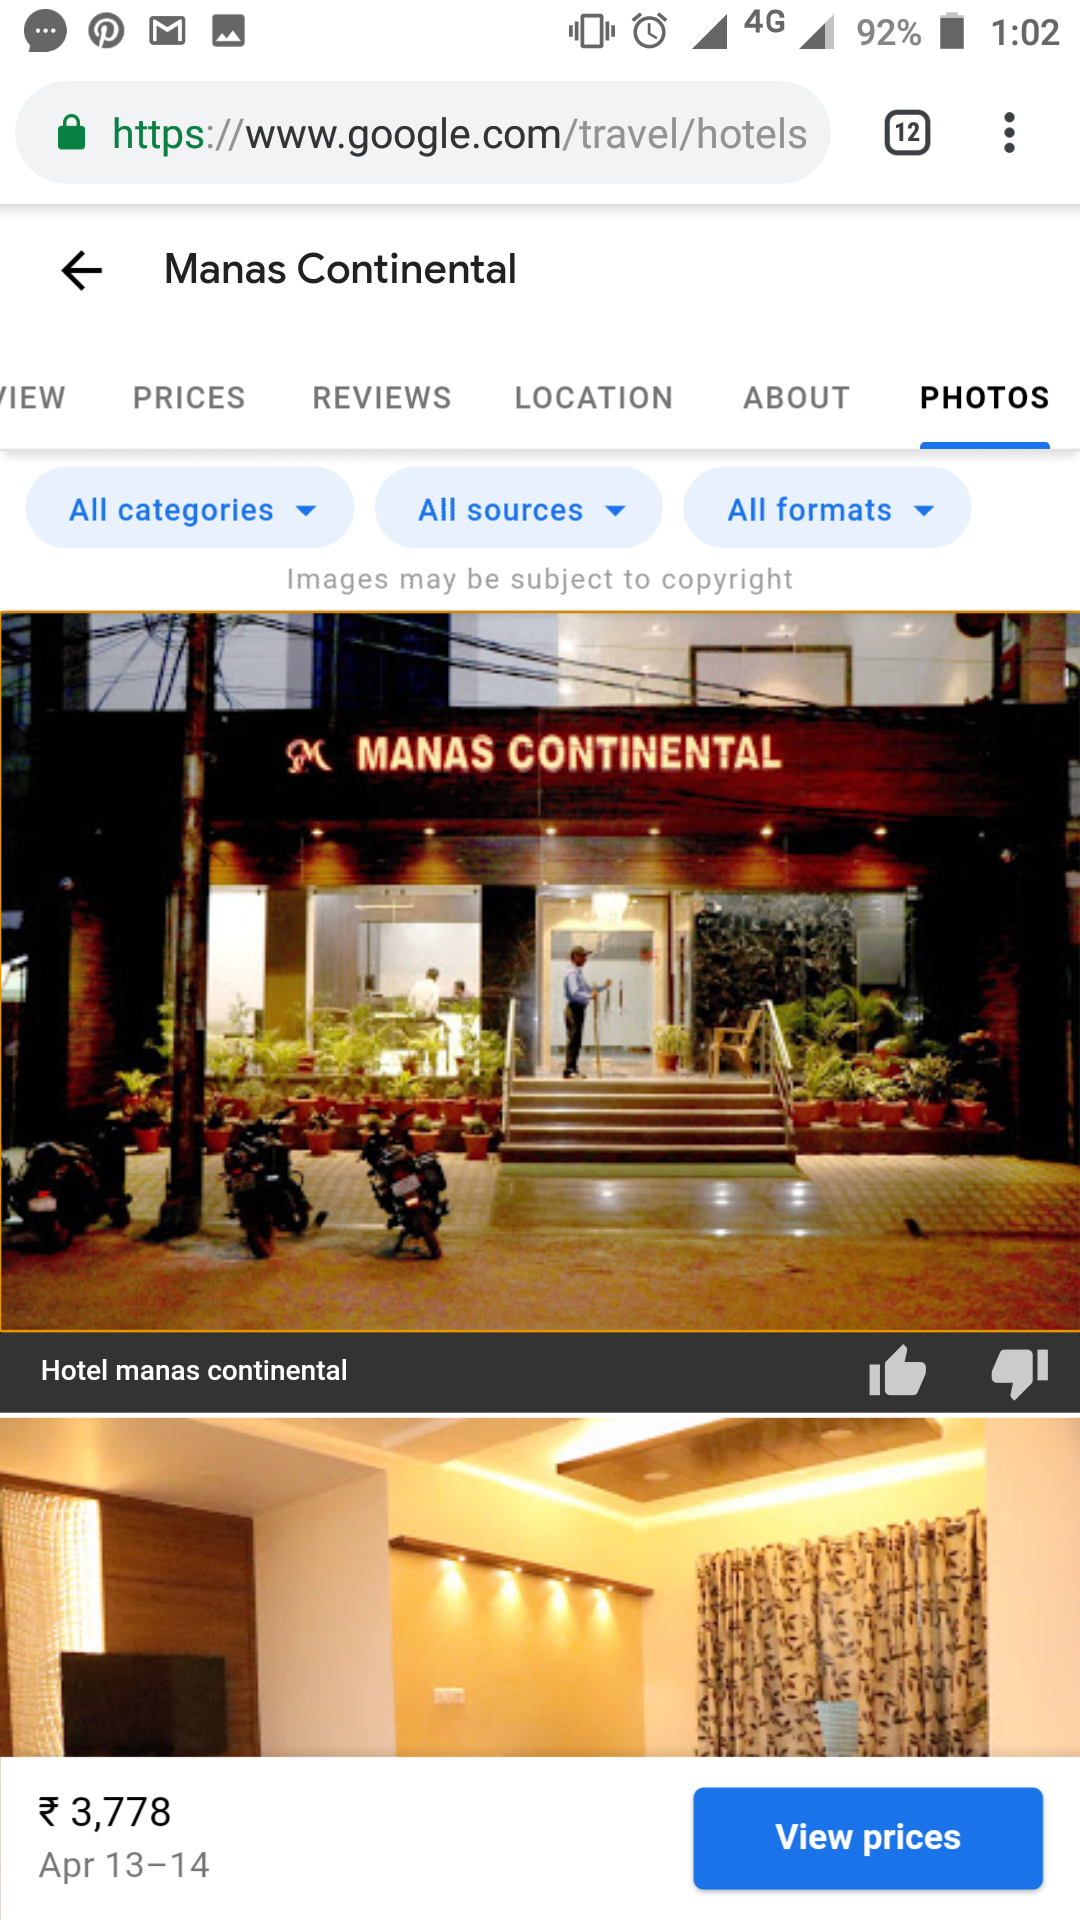 4G 92% 1:02
https://www.google.com/travel/hotels 12
Manas Continental
VIEW PRICES REVIEWS LOCATION ABOUT PHOTOS
All categories All sources All formats
Images may be subject to copyright
MANAS CONTINENTAL
Hotel manas continental
₹ 3,778
Apr 13–14
View prices